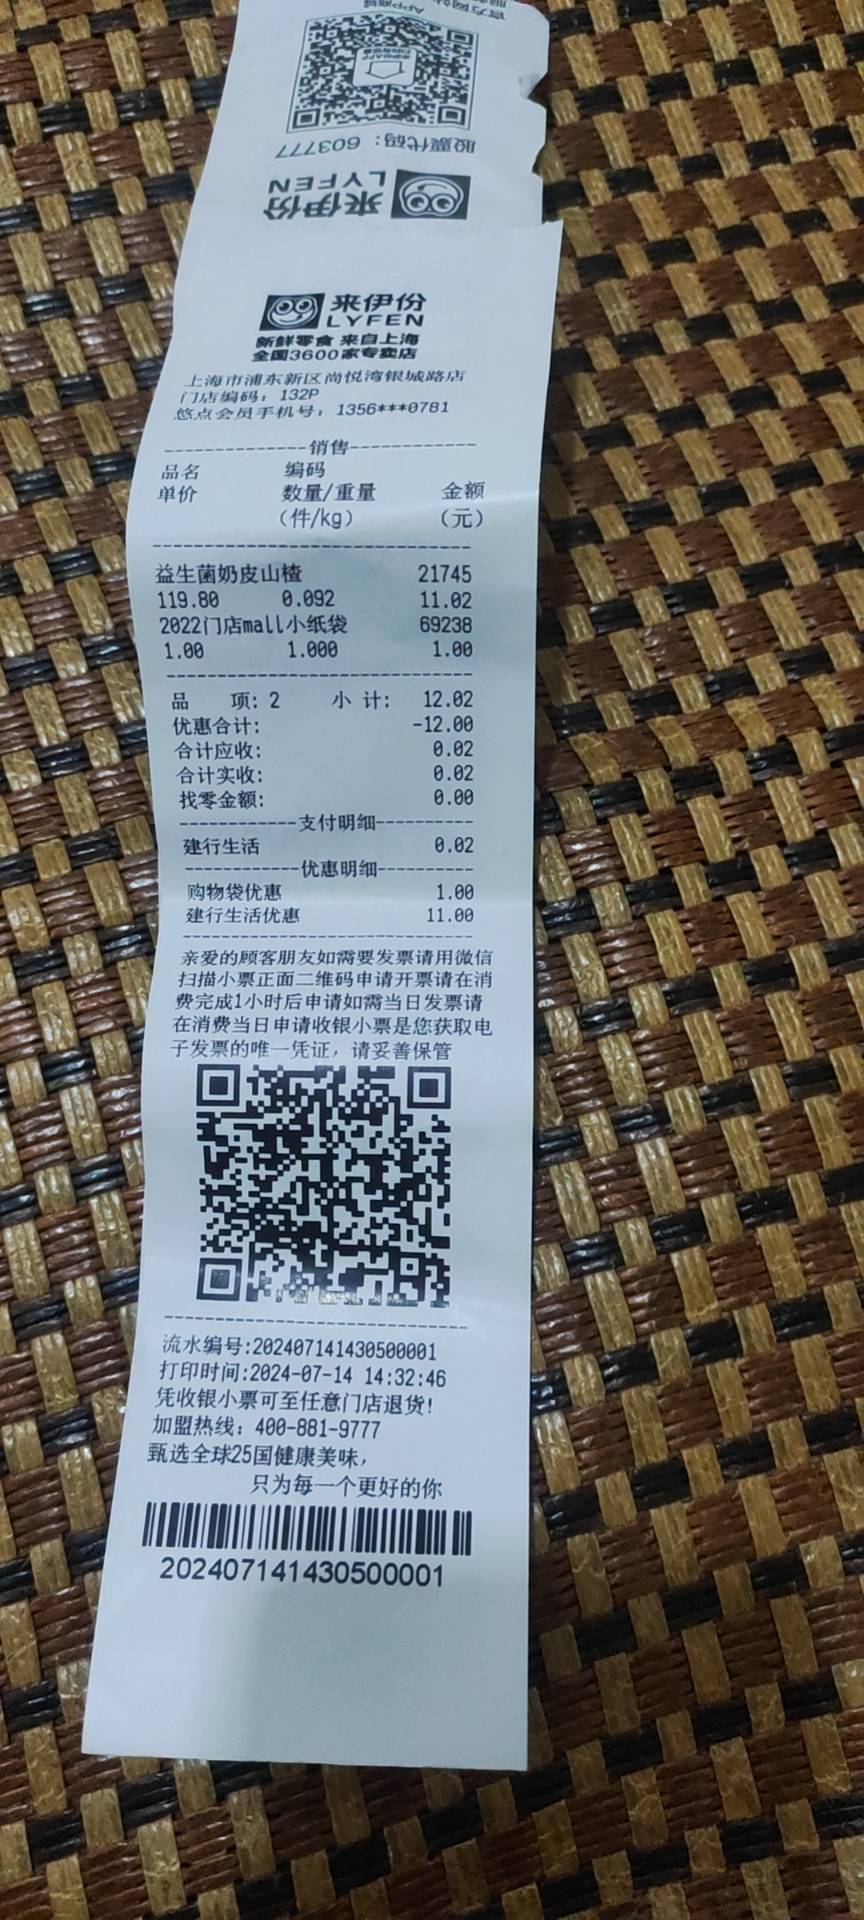 官方网站
APP商城
股票代码：603777
来伊份
LYFEN
来伊份
LYFEN
新鲜零食 来自上海
全国3600家专卖店
上海市浦东新区尚悦湾银城路店
门店编码：132P
悠点会员手机号：1356***0781
--------------销售-------------
品名 编码
单价 数量/重量 金额
(件/kg) (元)
益生菌奶皮山楂 21745
119.80 0.092 11.02
2022门店mall小纸袋 69238
1.00 1.000 1.00
品 项: 2 小 计: 12.02
优惠合计: -12.00
合计应收: 0.02
合计实收: 0.02
找零金额: 0.00
------------支付明细----------
建行生活 0.02
------------优惠明细----------
购物袋优惠 1.00
建行生活优惠 11.00
亲爱的顾客朋友如需要发票请用微信
扫描小票正面二维码申请开票请在消
费完成1小时后申请如需当日发票请
在消费当日申请收银小票是您获取电
子发票的唯一凭证，请妥善保管
流水编号:202407141430500001
打印时间:2024-07-14 14:32:46
凭收银小票可至任意门店退货!
加盟热线：400-881-9777
甄选全球25国健康美味，
只为每一个更好的你
202407141430500001